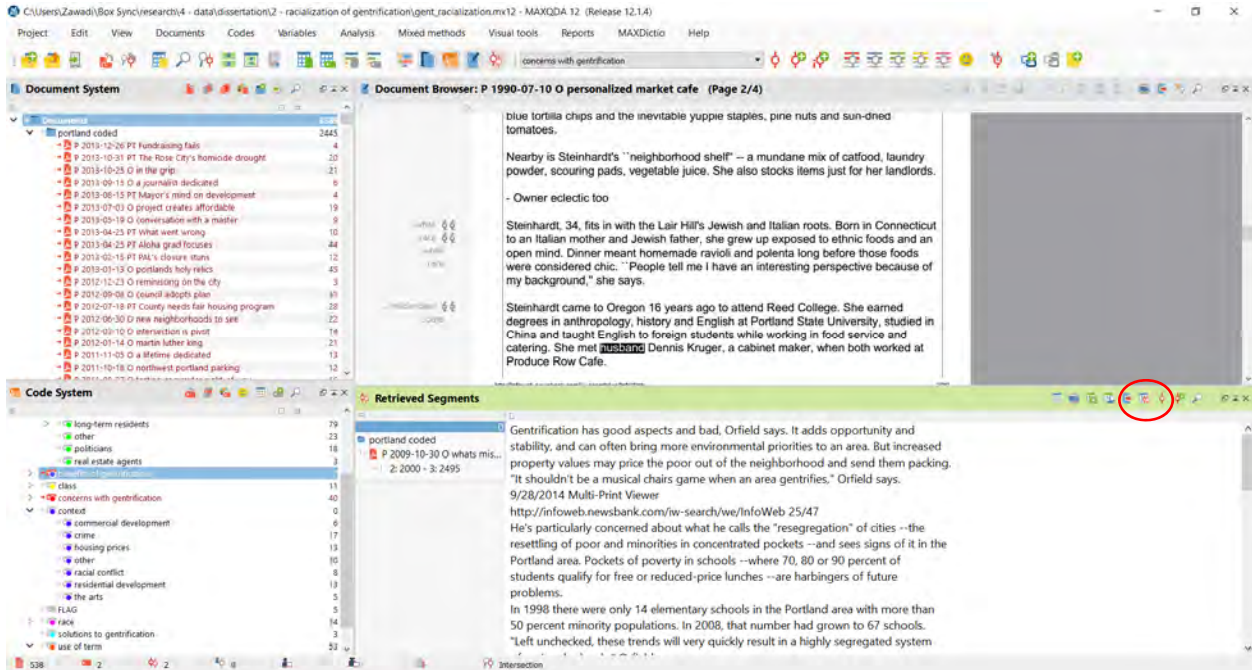 C:\Users\Zawadi\Box Sync\research\4 - data\dissertation\2 - racialization of gentrification\gent_racialization.mx12 - MAXQDA 12 (Release 12.1.4)
Project Edit View Documents Codes Variables Analysis Mixed methods Visual tools Reports MAXDictio Help
concerns with gentrification
Document System
Documents
portland coded 2445
P 2013-12-26 PT Fundraising fails 4
P 2013-10-31 PT The Rose City's homicide drought 20
P 2013-10-25 O in the grip 21
P 2013-09-15 O a journalist dedicated 6
P 2013-08-15 PT Mayor's mind on development 4
P 2013-07-03 O project creates affordable 19
P 2013-05-19 O conversation with a master 9
P 2013-04-25 PT What went wrong 10
P 2013-04-25 PT Aloha grad focuses 44
P 2013-02-15 PT PAL's closure stuns 12
P 2013-01-13 O portlands holy relics 45
P 2012-12-23 O reminiscing on the city 3
P 2012-09-08 O council adopts plan
P 2012-07-18 PT County needs fair housing program 28
P 2012-06-30 O new neighborhoods to see 22
P 2012-03-10 O intersection is pivot
P 2012-01-14 O martin luther king 21
P 2011-11-05 O a lifetime dedicated 13
P 2011-10-18 O northwest portland parking 12
Document Browser: P 1990-07-10 O personalized market cafe (Page 2/4)
blue tortilla chips and the inevitable yuppie staples, pine nuts and sun-dried
tomatoes.
Nearby is Steinhardt's ``neighborhood shelf'' -- a mundane mix of catfood, laundry
powder, scouring pads, vegetable juice. She also stocks items just for her landlords.
- Owner eclectic too
Steinhardt, 34, fits in with the Lair Hill's Jewish and Italian roots. Born in Connecticut
to an Italian mother and Jewish father, she grew up exposed to ethnic foods and an
open mind. Dinner meant homemade ravioli and polenta long before those foods
were considered chic. ``People tell me I have an interesting perspective because of
my background,'' she says.
Steinhardt came to Oregon 16 years ago to attend Reed College. She earned
degrees in anthropology, history and English at Portland State University, studied in
China and taught English to foreign students while working in food service and
catering. She met husband Dennis Kruger, a cabinet maker, when both worked at
Produce Row Cafe.
Code System
long-term residents 79
other 23
politicians 18
real estate agents 3
benefits of gentrification
class 11
concerns with gentrification 40
context 0
commercial development 6
crime 17
housing prices 13
other 10
racial conflict 8
residential development 13
the arts 5
FLAG 5
race 14
solutions to gentrification 3
use of term 53
Retrieved Segments
portland coded
P 2009-10-30 O whats mis...
2: 2000 - 3: 2495
Gentrification has good aspects and bad, Orfield says. It adds opportunity and
stability, and can often bring more environmental priorities to an area. But increased
property values may price the poor out of the neighborhood and send them packing.
"It shouldn't be a musical chairs game when an area gentrifies," Orfield says.
9/28/2014 Multi-Print Viewer
http://infoweb.newsbank.com/iw-search/we/InfoWeb 25/47
He's particularly concerned about what he calls the "resegregation" of cities --the
resettling of poor and minorities in concentrated pockets --and sees signs of it in the
Portland area. Pockets of poverty in schools --where 70, 80 or 90 percent of
students qualify for free or reduced-price lunches --are harbingers of future
problems.
In 1998 there were only 14 elementary schools in the Portland area with more than
50 percent minority populations. In 2008, that number had grown to 67 schools.
"Left unchecked, these trends will very quickly result in a highly segregated system
538 2 2 0 Intersection